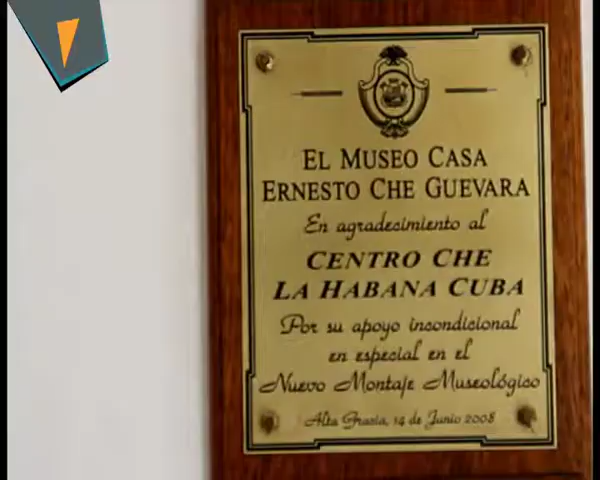 EL MUSEO CASA
ERNESTO CHE GUEVARA
En agradecimiento al
CENTRO CHE
LA HABANA CUBA
Por su apoyo incondicional
en especial en el
Nuevo Montaje Museológico
Alta Gracia, 14 de Junio 2008